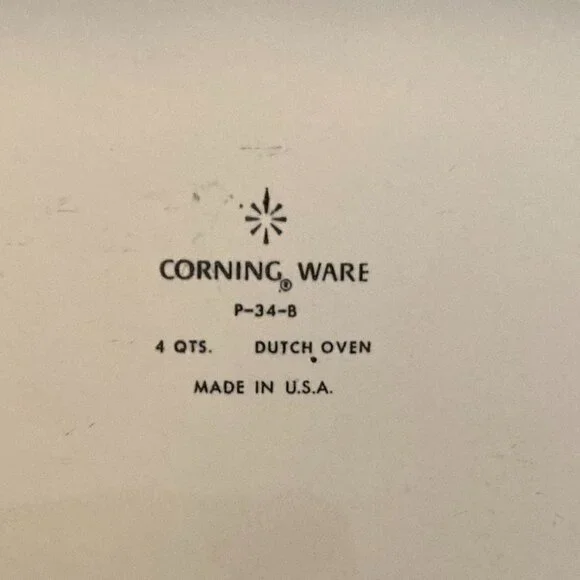 CORNING® WARE
P-34-B
4 QTS. DUTCH OVEN
MADE IN U.S.A.